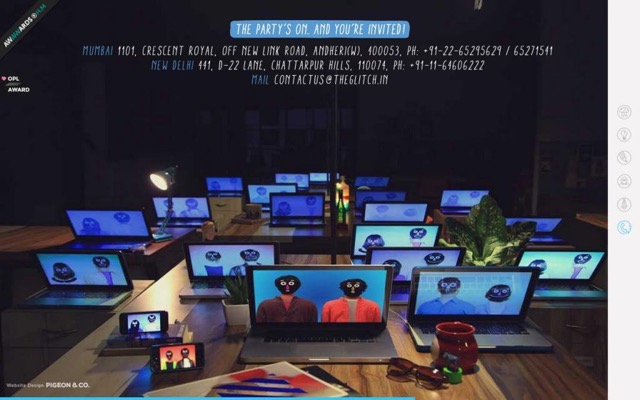 AWWWARDS NOM
OPL
AWARD
THE PARTY'S ON. AND YOU'RE INVITED!
MUMBAI 1101, CRESCENT ROYAL, OFF NEW LINK ROAD, ANDHERI(W), 400053, PH: +91-22-65295629 / 65271541
NEW DELHI 441, D-22 LANE, CHATTARPUR HILLS, 110074, PH: +91-11-64606222
MAIL CONTACTUS@THEGLITCH.IN
Website Design PIGEON & CO.